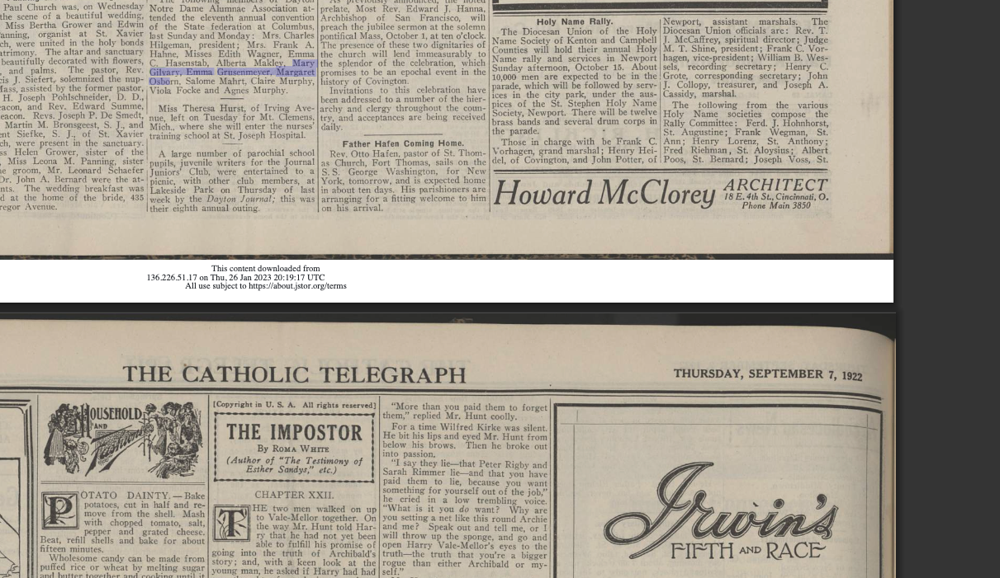 Paul Church was, on Wednesday
the scene of a beautiful wedding,
Miss Bertha Grower and Edwin
anning, organist at St. Xavier
ch, were united in the holy bonds
atrimony. The altar and sanctuary
beautifully decorated with flowers,
, and palms. The pastor, Rev.
cis J. Siefert, solemnized the nup-
Mass, assisted by the former pastor,
H. Joseph Pohlschneider, D. D.,
eacon, and Rev. Edward Summe,
deacon. Revs. Joseph P. De Smedt,
Martin M. Bronsgeest, S. J., and
ent Siefke, S. J., of St. Xavier
ch, were present in the sanctuary.
ss Helen Grower, sister of the
, Miss Leona M. Panning, sister
he groom, Mr. Leonard Schaefer
Dr. John A. Bernard were the at-
nts. The wedding breakfast was
d at the home of the bride, 435
regor Avenue.
The following members of Dayton
Notre Dame Alumnae Association at-
tended the eleventh annual convention
of the State federation at Columbus,
last Sunday and Monday: Mrs. Charles
Hilgeman, president; Mrs. Frank A.
Hahne, Misses Edith Wagner, Emma
C. Hasenstab, Alberta Makley, Mary
Gilvary, Emma Grusenmeyer, Margaret
Osborn, Salome Mahrt, Claire Murphy,
Viola Focke and Agnes Murphy.
Miss Theresa Hurst, of Irving Ave-
nue, left on Tuesday for Mt. Clemens,
Mich., where she will enter the nurses'
training school at St. Joseph Hospital.
A large number of parochial school
pupils, juvenile writers for the Journal
Juniors' Club, were entertained to a
picnic, with other club members, at
Lakeside Park on Thursday of last
week by the Dayton Journal; this was
their eighth annual outing.
As previously announced, the noted
prelate, Most Rev. Edward J. Hanna,
Archbishop of San Francisco, will
preach the jubilee sermon at the solemn
pontifical Mass, October 1, at ten o'clock.
The presence of these two dignitaries of
the church will lend immeasurably to
the splendor of the celebration, which
promises to be an epochal event in the
history of Covington.
Invitations to this celebration have
been addressed to a number of the hier-
archy and clergy throughout the coun-
try, and acceptances are being received
daily.
Father Hafen Coming Home.
Rev. Otto Hafen, pastor of St. Thom-
as Church, Fort Thomas, sails on the
S. S. George Washington, for New
York, tomorrow, and is expected home
in about ten days. His parishioners are
arranging for a fitting welcome to him
on his arrival.
Holy Name Rally.
The Diocesan Union of the Holy
Name Society of Kenton and Campbell
Counties will hold their annual Holy
Name rally and services in Newport
Sunday afternoon, October 15. About
10,000 men are expected to be in the
parade, which will be followed by serv-
ices in the city park, under the aus-
pices of the St. Stephen Holy Name
Society, Newport. There will be twelve
brass bands and several drum corps in
the parade.
Those in charge with be Frank C.
Vorhagen, grand marshal; Henry Hei-
del, of Covington, and John Potter, of
Newport, assistant marshals. The
Diocesan Union officials are: Rev. T.
J. McCaffrey, spiritual director; Judge
M. T. Shine, president; Frank C. Vor-
hagen, vice-president; William B. Wes-
sels, recording secretary; Henry C.
Grote, corresponding secretary; John
J. Collopy, treasurer, and Joseph A.
Cassidy, marshal.
The following from the various
Holy Name societies compose the
Rally Committee: Ferd. J. Hohnhorst,
St. Augustine; Frank Wegman, St.
Ann; Henry Lorenz, St. Anthony;
Fred Riehman, St. Aloysius; Albert
Poos, St. Bernard; Joseph Voss, St.
Howard McClorey ARCHITECT
18 E. 4th St., Cincinnati, O.
Phone Main 3850
This content downloaded from
136.226.51.17 on Thu, 26 Jan 2023 20:19:17 UTC
All use subject to https://about.jstor.org/terms
THE CATHOLIC TELEGRAPH
THURSDAY, SEPTEMBER 7, 1922
HOUSEHOLD
AND
Fashion
POTATO DAINTY. — Bake
potatoes, cut in half and re-
move from the shell. Mash
with chopped tomato, salt,
pepper and grated cheese.
Beat, refill shells and bake for about
fifteen minutes.
Wholesome candy can be made from
puffed rice or wheat by melting sugar
and butter together and cooking until it
[Copyright in U. S. A. All rights reserved]
THE IMPOSTOR
By ROMA WHITE
(Author of "The Testimony of
Esther Sandys," etc.)
CHAPTER XXII.
THE two men walked on up
to Vale-Mellor together. On
the way Mr. Hunt told Har-
ry that he had not yet been
able to fulfill his promise of
going into the truth of Archibald's
story; and, with a keen look at the
young man, he asked if Harry had had
"More than you paid them to forget
them," replied Mr. Hunt coolly.
For a time Wilfred Kirke was silent.
He bit his lips and eyed Mr. Hunt from
below his brows. Then he broke out
into passion.
"I say they lie—that Peter Rigby and
Sarah Rimmer lie—and that you have
paid them to lie, because you want
something for yourself out of the job,"
he cried in a low trembling voice.
"What is it you do want? Why are
you setting a net like this round Archie
and me? Speak out and tell me, or I
will throw up the sponge, and go and
open Harry Vale-Mellor's eyes to the
truth—the truth that you're a bigger
rogue than either Archibald or my-
self."
Irwin's
FIFTH AND RACE